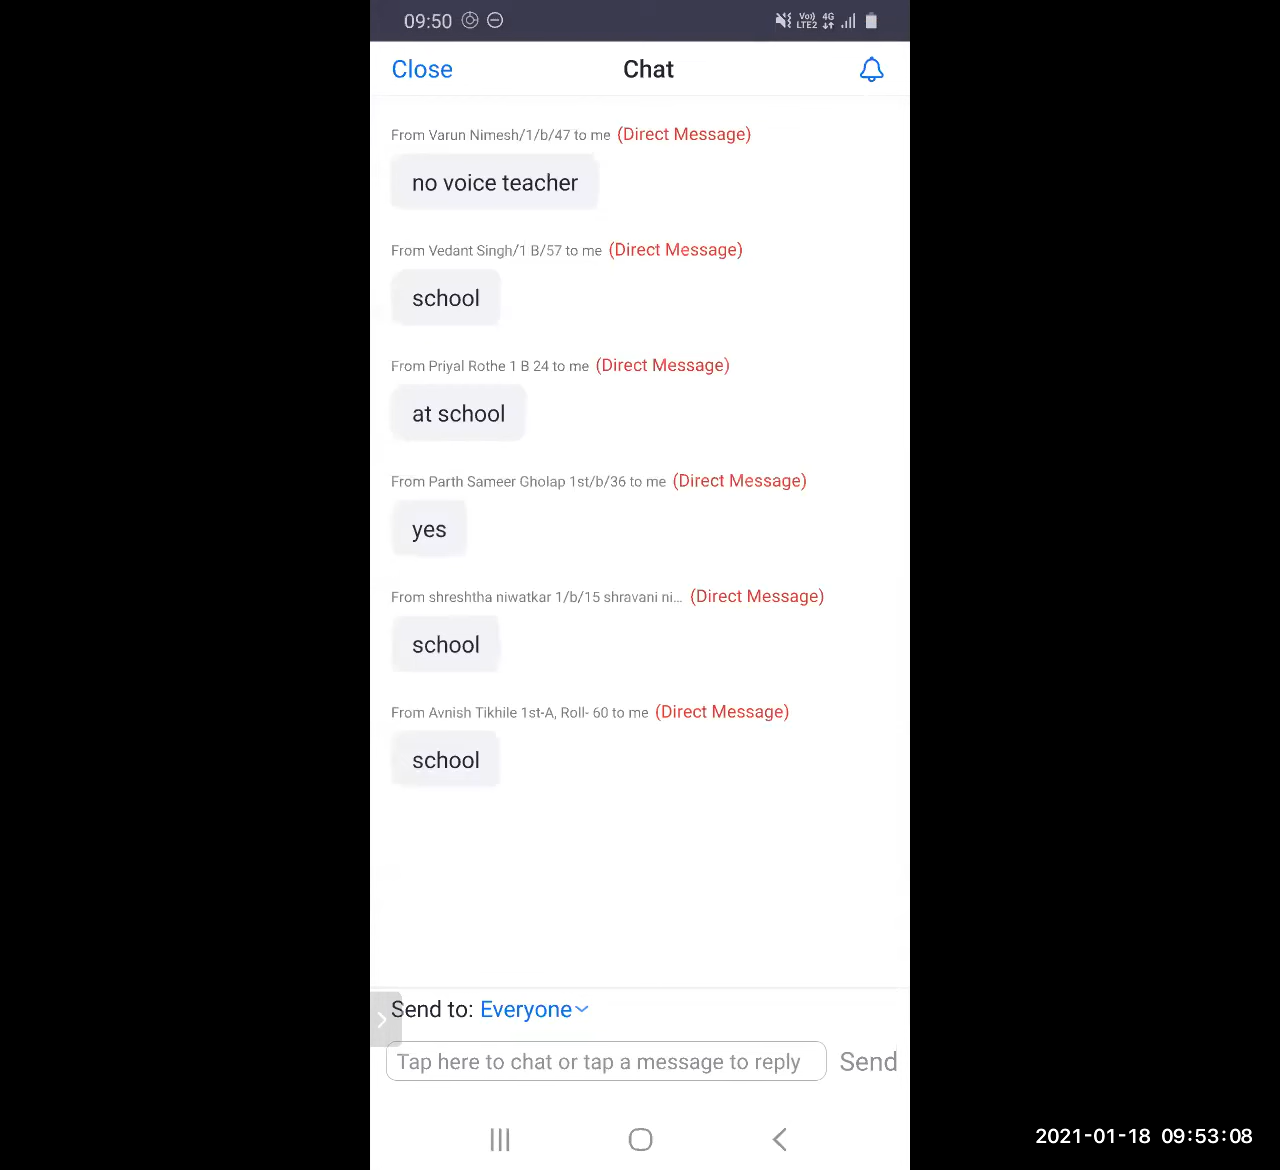 09:50
Vo)) 4G
LTE2
Close Chat
From Varun Nimesh/1/b/47 to me (Direct Message)
no voice teacher
From Vedant Singh/1 B/57 to me (Direct Message)
school
From Priyal Rothe 1 B 24 to me (Direct Message)
at school
From Parth Sameer Gholap 1st/b/36 to me (Direct Message)
yes
From shreshtha niwatkar 1/b/15 shravani ni... (Direct Message)
school
From Avnish Tikhile 1st-A, Roll- 60 to me (Direct Message)
school
Send to: Everyone
Tap here to chat or tap a message to reply Send
2021-01-18 09:53:08